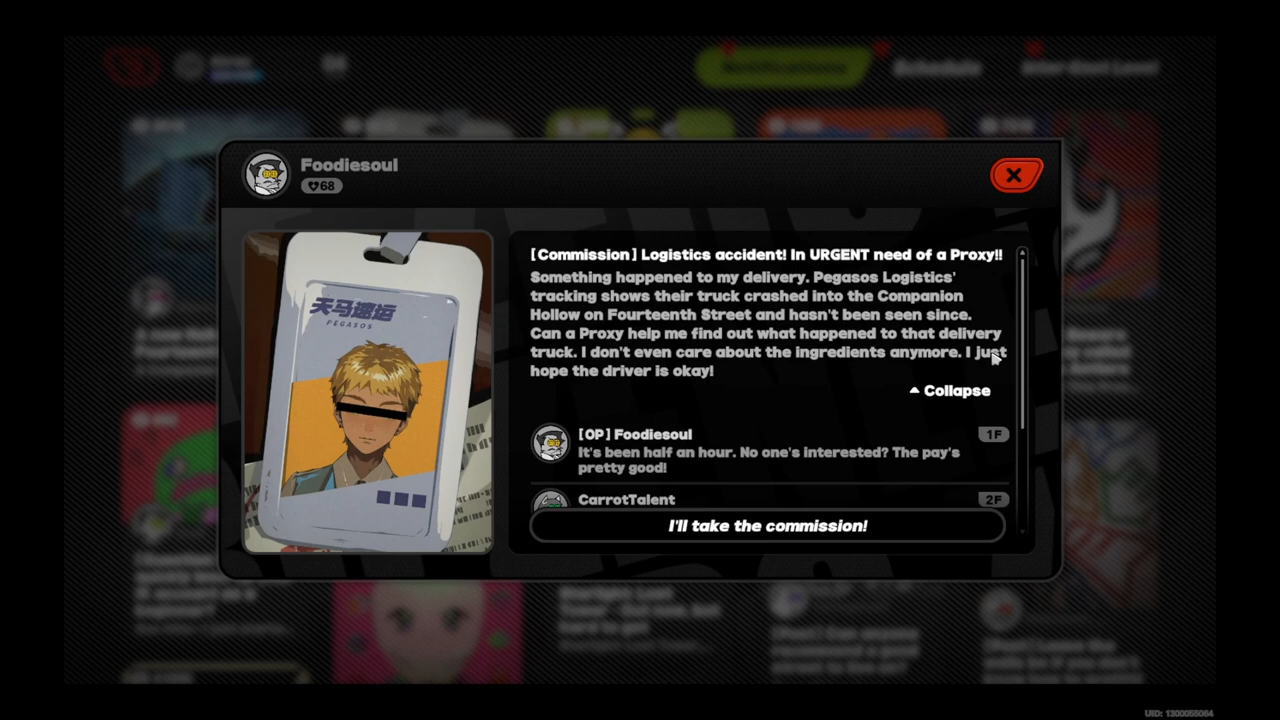 Foodiesoul
68
[Commission] Logistics accident! In URGENT need of a Proxy!!
Something happened to my delivery. Pegasos Logistics'
tracking shows their truck crashed into the Companion
Hollow on Fourteenth Street and hasn't been seen since.
Can a Proxy help me find out what happened to that delivery
truck. I don't even care about the ingredients anymore. I just
hope the driver is okay!
Collapse
天马速运
PEGASOS
[OP] Foodiesoul
1F
It's been half an hour. No one's interested? The pay's
pretty good!
CarrotTalent
2F
I'll take the commission!
UID: 1300055064